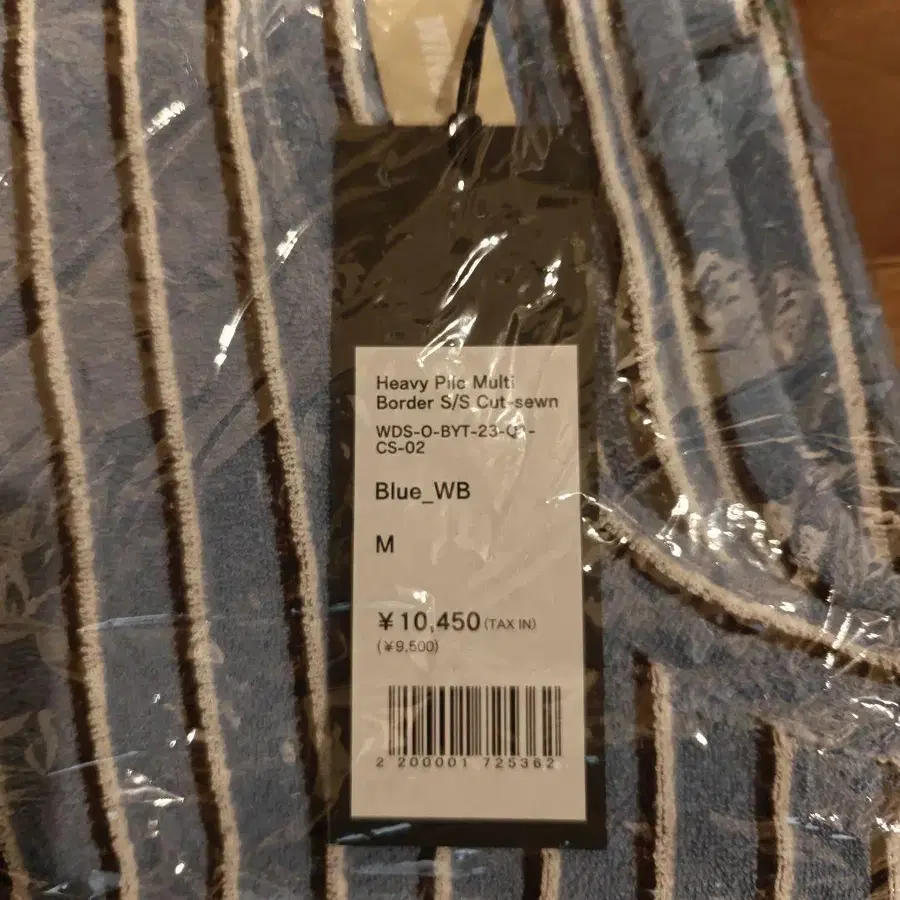 Heavy Pile Multi
Border S/S Cut-sewn
WDS-O-BYT-23-
CS-02
Blue_WB
M
¥10,450 (TAX IN)
(¥9,500)
2 200001 725362